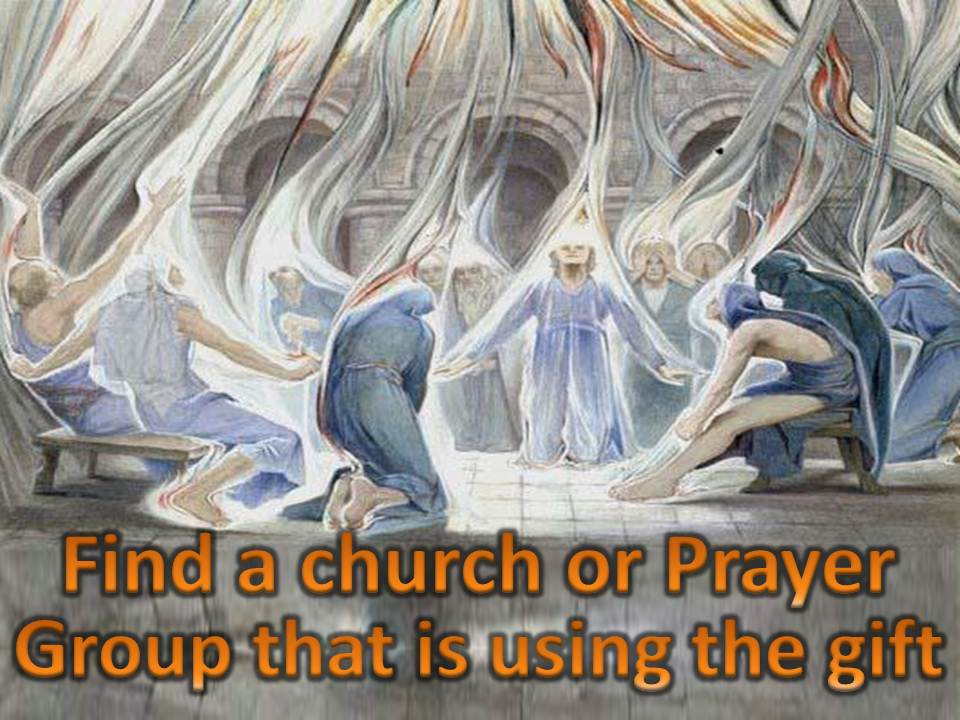 Find a church or Prayer
Group that is using the gift